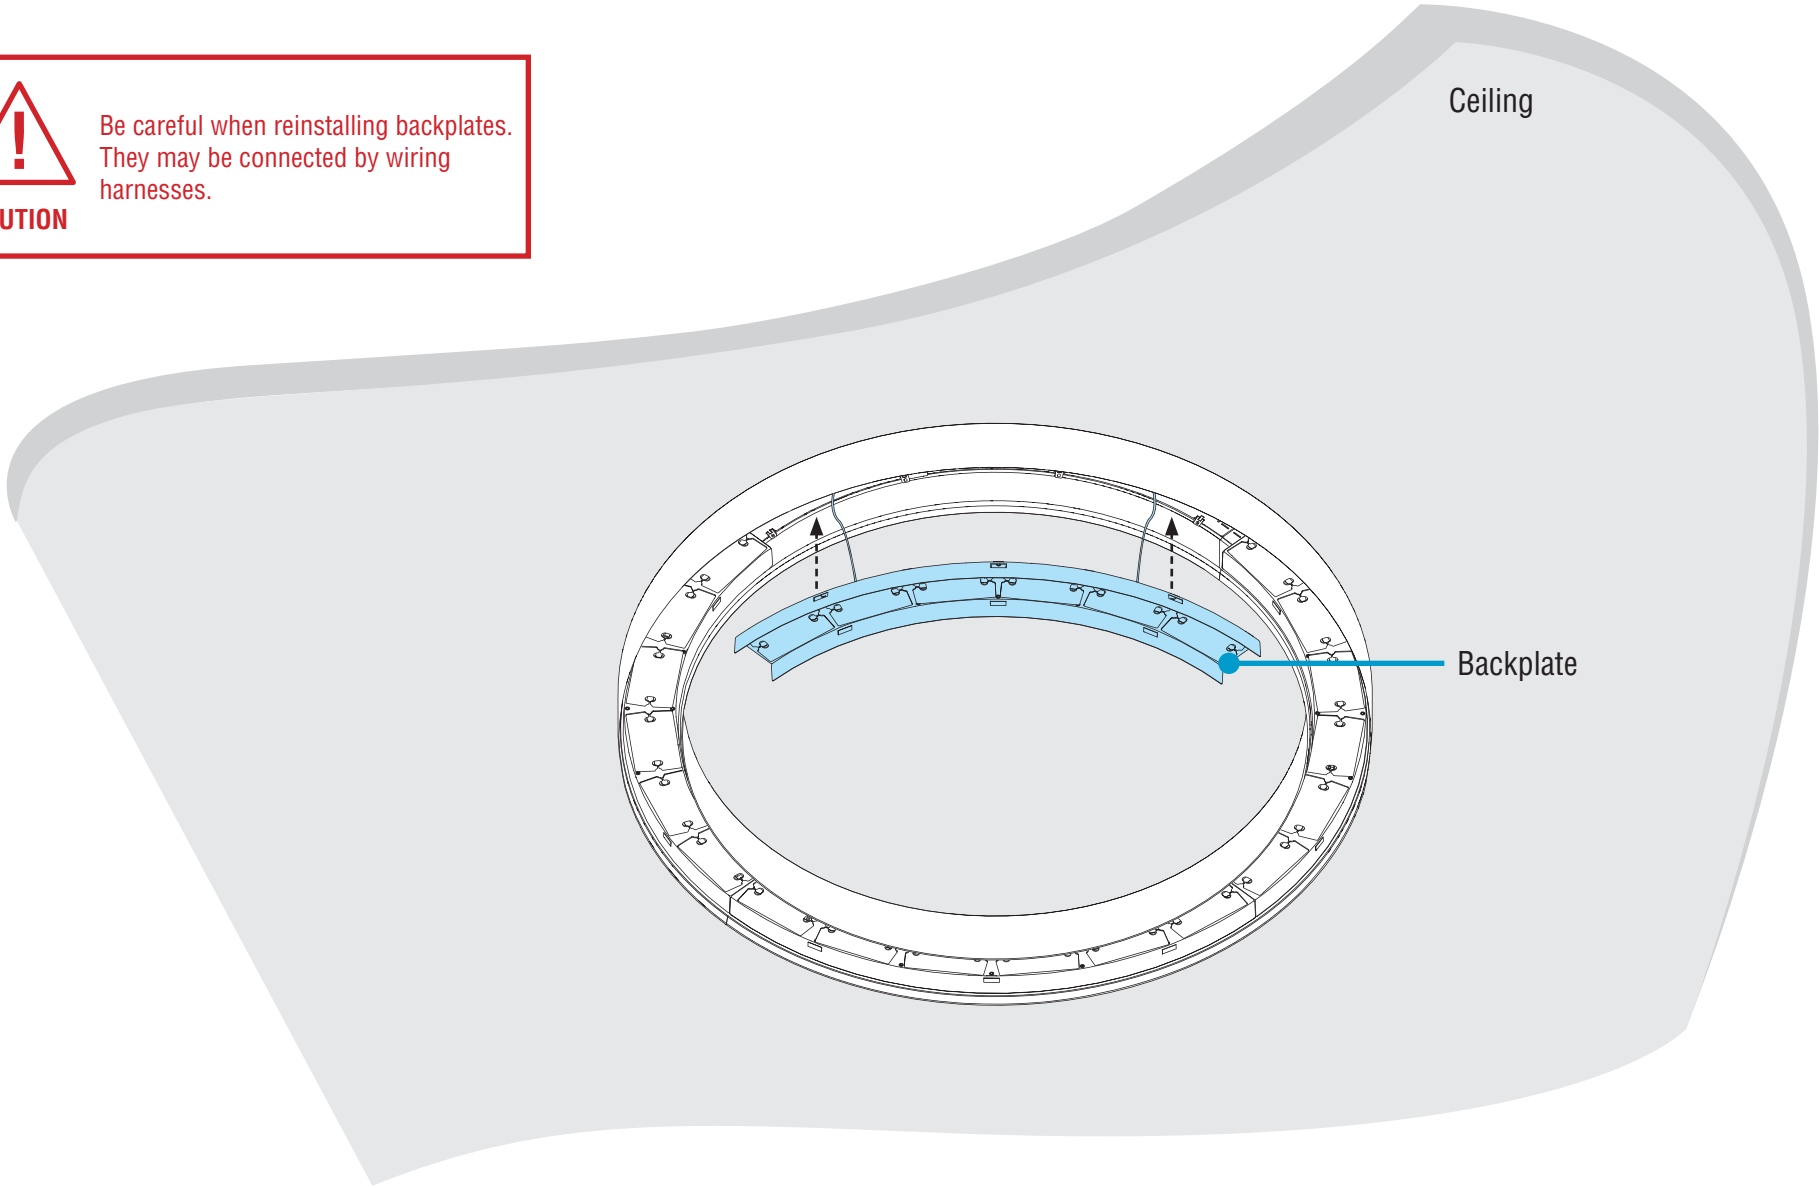 Ceiling
Be careful when reinstalling backplates.
They may be connected by wiring
harnesses.
UTION
Backplate